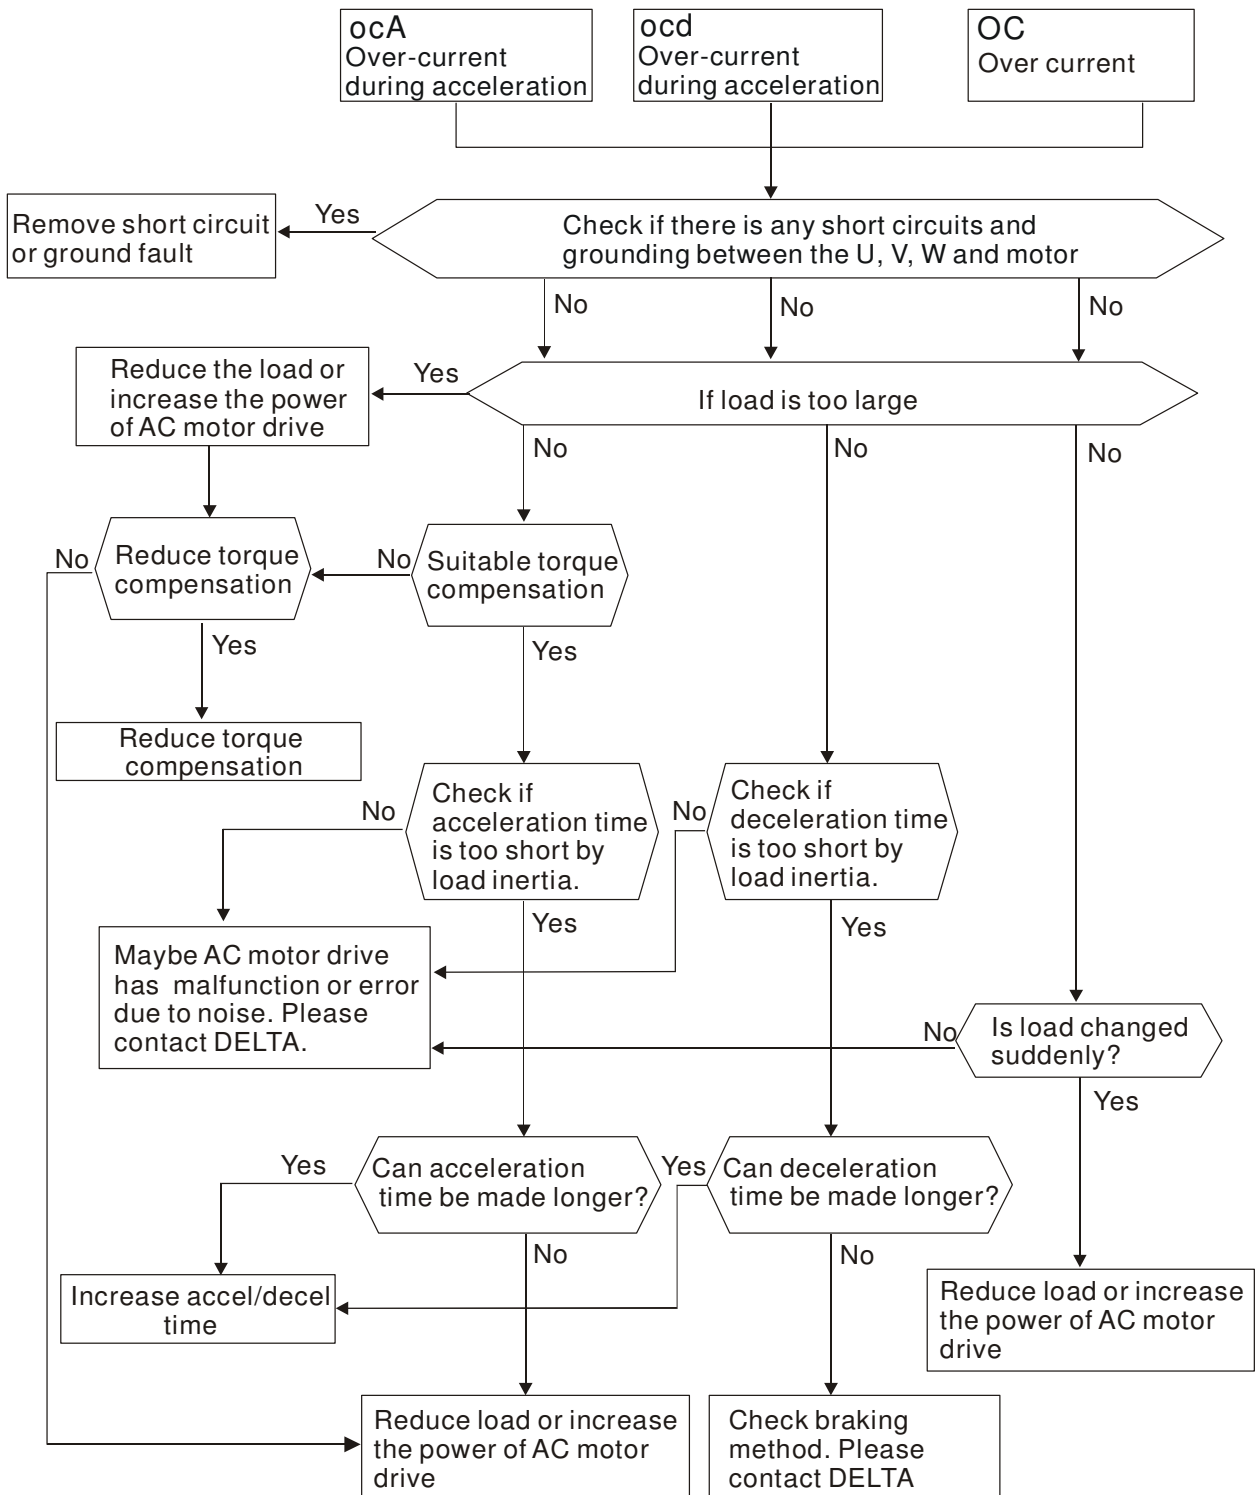 ocA
Over-current
during acceleration
ocd
Over-current
during acceleration
OC
Over current
Yes
Remove short circuit
or ground fault
Check if there is any short circuits and
grounding between the U, V, W and motor
No
No
No
Reduce the load or
increase the power
of AC motor drive
Yes
If load is too large
No
No
No
No
Reduce torque
compensation
No
Suitable torque
compensation
Yes
Yes
Reduce torque
compensation
No
Check if
acceleration time
is too short by
load inertia.
No
Check if
deceleration time
is too short by
load inertia.
Yes
Yes
Maybe AC motor drive
has malfunction or error
due to noise. Please
contact DELTA.
No
Is load changed
suddenly?
Yes
Yes
Can acceleration
time be made longer?
Yes
Can deceleration
time be made longer?
No
No
Increase accel/decel
time
Reduce load or increase
the power of AC motor
drive
Reduce load or increase
the power of AC motor
drive
Check braking
method. Please
contact DELTA